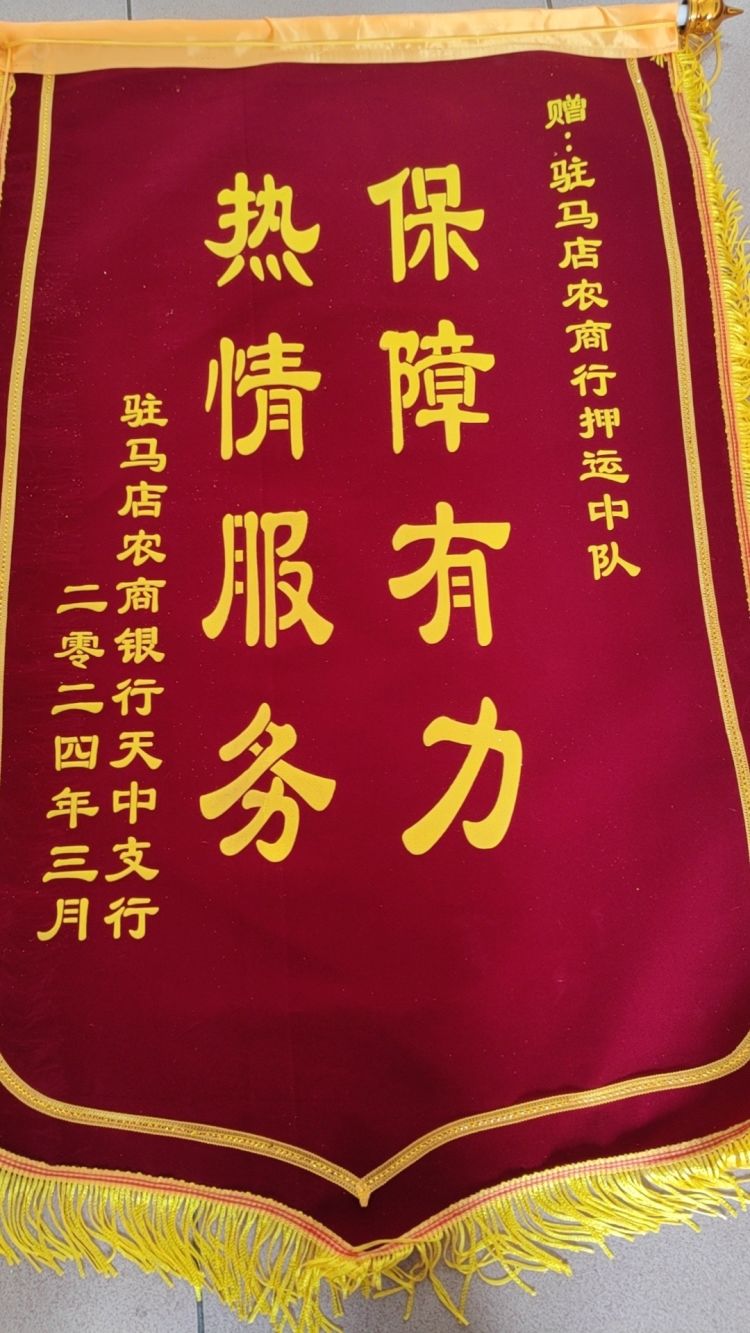 赠：驻马店农商行押运中队
保障有力
热情服务
驻马店农商银行天中支行
二零二四年三月